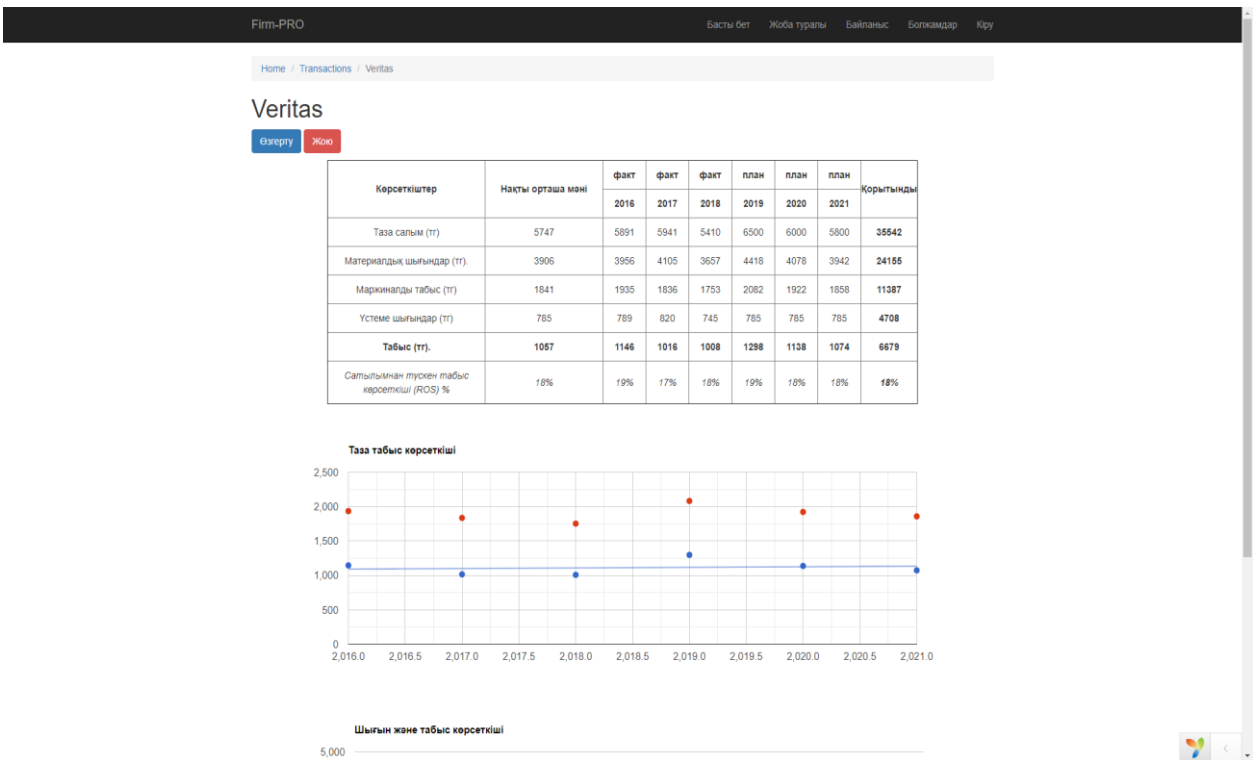 Firm-PRO Басты бет Жоба туралы Байланыс Болжамдар Кіру
Home / Transactions / Veritas
Veritas
Өзгерту Жою
Көрсеткіштер Нақты орташа мәні факт факт факт план план план Қорытынды
2016 2017 2018 2019 2020 2021
Таза салым (тг) 5747 5891 5941 5410 6500 6000 5800 35542
Материалдық шығындар (тг). 3906 3956 4105 3657 4418 4078 3942 24155
Маржиналды табыс (тг) 1841 1935 1836 1753 2082 1922 1858 11387
Үстеме шығындар (тг) 785 789 820 745 785 785 785 4708
Табыс (тг). 1057 1146 1016 1008 1298 1138 1074 6679
Сатылымнан түскен табыс
көрсеткіші (ROS) % 18% 19% 17% 18% 19% 18% 18% 18%
Таза табыс көрсеткіші
2,500
2,000
1,500
1,000
500
0
2,016.0 2,016.5 2,017.0 2,017.5 2,018.0 2,018.5 2,019.0 2,019.5 2,020.0 2,020.5 2,021.0
Шығын және табыс көрсеткіші
5,000